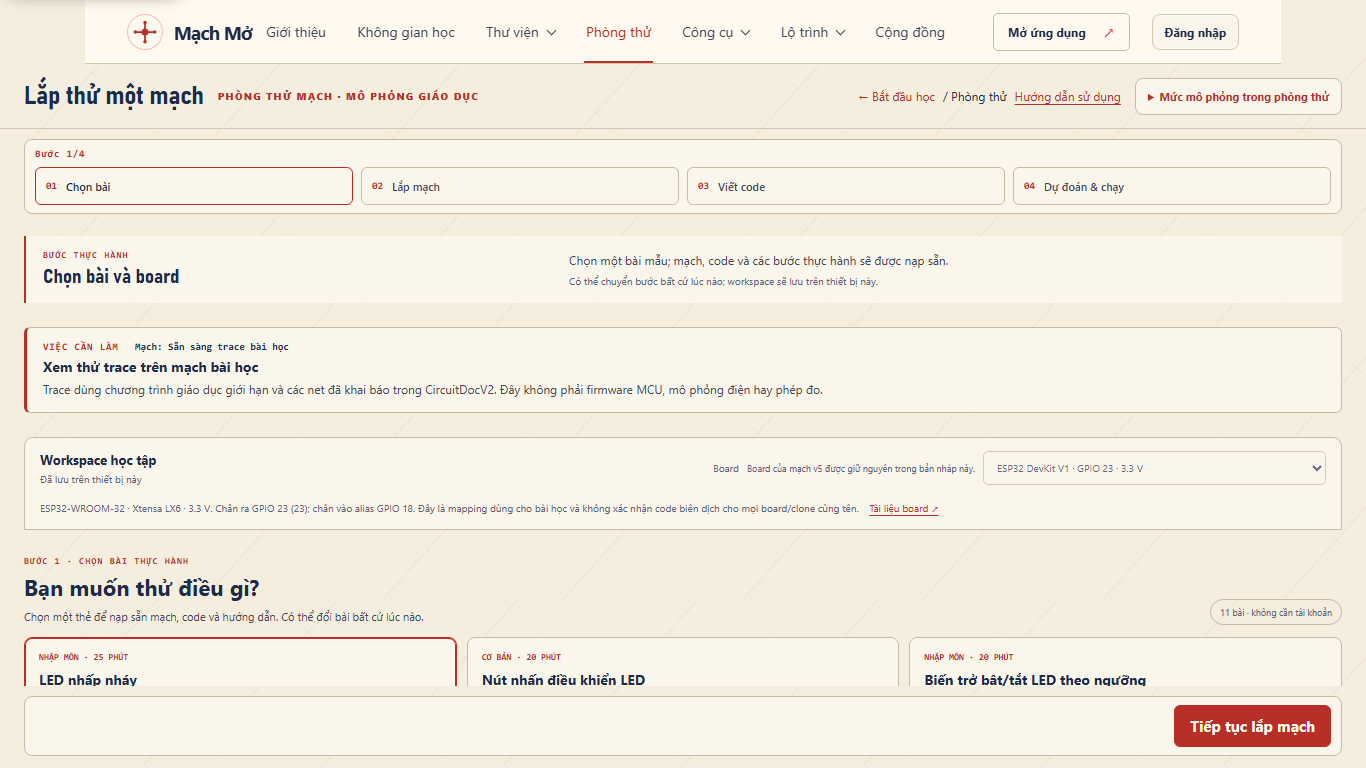 Mạch Mở
Giới thiệu
Không gian học
Thư viện
Phòng thử
Công cụ
Lộ trình
Cộng đồng
Mở ứng dụng ↗
Đăng nhập
Lắp thử một mạch
PHÒNG THỬ MẠCH · MÔ PHỎNG GIÁO DỤC
← Bắt đầu học / Phòng thử
Hướng dẫn sử dụng
▸ Mức mô phỏng trong phòng thử
Bước 1/4
01 Chọn bài
02 Lắp mạch
03 Viết code
04 Dự đoán & chạy
BƯỚC THỰC HÀNH
Chọn bài và board
Chọn một bài mẫu; mạch, code và các bước thực hành sẽ được nạp sẵn.
Có thể chuyển bước bất cứ lúc nào; workspace sẽ lưu trên thiết bị này.
VIỆC CẦN LÀM Mạch: Sẵn sàng trace bài học
Xem thử trace trên mạch bài học
Trace dùng chương trình giáo dục giới hạn và các net đã khai báo trong CircuitDocV2. Đây không phải firmware MCU, mô phỏng điện hay phép đo.
Workspace học tập
Đã lưu trên thiết bị này
Board Board của mạch v5 được giữ nguyên trong bản nháp này.
ESP32 DevKit V1 · GPIO 23 · 3.3 V
ESP32-WROOM-32 · Xtensa LX6 · 3.3 V. Chân ra GPIO 23 (23); chân vào alias GPIO 18. Đây là mapping dùng cho bài học và không xác nhận code biên dịch cho mọi board/clone cùng tên. Tài liệu board ↗
BƯỚC 1 · CHỌN BÀI THỰC HÀNH
Bạn muốn thử điều gì?
Chọn một thẻ để nạp sẵn mạch, code và hướng dẫn. Có thể đổi bài bất cứ lúc nào.
11 bài · không cần tài khoản
NHẬP MÔN · 25 PHÚT
LED nhấp nháy
CƠ BẢN · 20 PHÚT
Nút nhấn điều khiển LED
NHẬP MÔN · 20 PHÚT
Biến trở bật/tắt LED theo ngưỡng
Tiếp tục lắp mạch